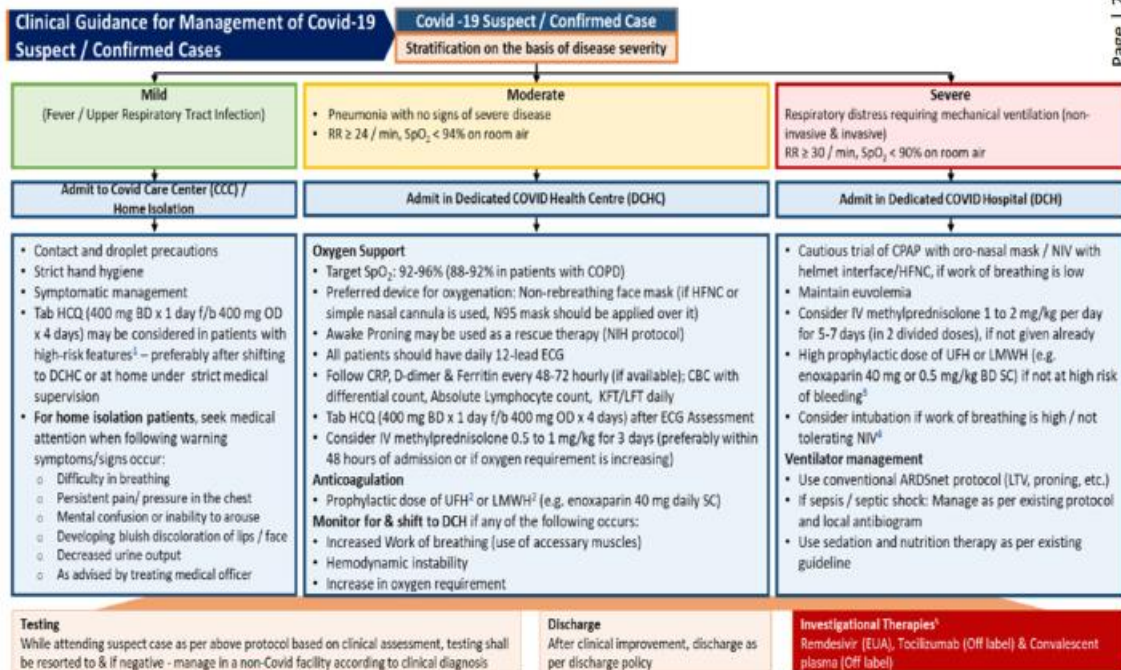 Clinical Guidance for Management of Covid-19
Suspect / Confirmed Cases
Covid -19 Suspect / Confirmed Case
Stratification on the basis of disease severity
Page | 2
Mild
(Fever / Upper Respiratory Tract Infection)
Moderate
• Pneumonia with no signs of severe disease
• RR ≥ 24 / min, SpO₂ < 94% on room air
Severe
Respiratory distress requiring mechanical ventilation (non-
invasive & invasive)
RR ≥ 30 / min, SpO₂ < 90% on room air
Admit to Covid Care Center (CCC) /
Home Isolation
Admit in Dedicated COVID Health Centre (DCHC)
Admit in Dedicated COVID Hospital (DCH)
• Contact and droplet precautions
• Strict hand hygiene
• Symptomatic management
• Tab HCQ (400 mg BD x 1 day f/b 400 mg OD
x 4 days) may be considered in patients with
high-risk features¹ – preferably after shifting
to DCHC or at home under strict medical
supervision
• For home isolation patients, seek medical
attention when following warning
symptoms/signs occur:
o Difficulty in breathing
o Persistent pain/ pressure in the chest
o Mental confusion or inability to arouse
o Developing bluish discoloration of lips / face
o Decreased urine output
o As advised by treating medical officer
Oxygen Support
• Target SpO₂: 92-96% (88-92% in patients with COPD)
• Preferred device for oxygenation: Non-rebreathing face mask (if HFNC or
simple nasal cannula is used, N95 mask should be applied over it)
• Awake Proning may be used as a rescue therapy (NIH protocol)
• All patients should have daily 12-lead ECG
• Follow CRP, D-dimer & Ferritin every 48-72 hourly (if available); CBC with
differential count, Absolute Lymphocyte count, KFT/LFT daily
• Tab HCQ (400 mg BD x 1 day f/b 400 mg OD x 4 days) after ECG Assessment
• Consider IV methylprednisolone 0.5 to 1 mg/kg for 3 days (preferably within
48 hours of admission or if oxygen requirement is increasing)
Anticoagulation
• Prophylactic dose of UFH² or LMWH² (e.g. enoxaparin 40 mg daily SC)
Monitor for & shift to DCH if any of the following occurs:
• Increased Work of breathing (use of accessary muscles)
• Hemodynamic instability
• Increase in oxygen requirement
• Cautious trial of CPAP with oro-nasal mask / NIV with
helmet interface/HFNC, if work of breathing is low
• Maintain euvolemia
• Consider IV methylprednisolone 1 to 2 mg/kg per day
for 5-7 days (in 2 divided doses), if not given already
• High prophylactic dose of UFH or LMWH (e.g.
enoxaparin 40 mg or 0.5 mg/kg BD SC) if not at high risk
of bleeding
• Consider intubation if work of breathing is high / not
tolerating NIV
Ventilator management
• Use conventional ARDSnet protocol (LTV, proning, etc.)
• If sepsis / septic shock: Manage as per existing protocol
and local antibiogram
• Use sedation and nutrition therapy as per existing
guideline
Testing
While attending suspect case as per above protocol based on clinical assessment, testing shall
be resorted to & if negative - manage in a non-Covid facility according to clinical diagnosis
Discharge
After clinical improvement, discharge as
per discharge policy
Investigational Therapies
Remdesivir (EUA), Tocilizumab (Off label) & Convalescent
plasma (Off label)